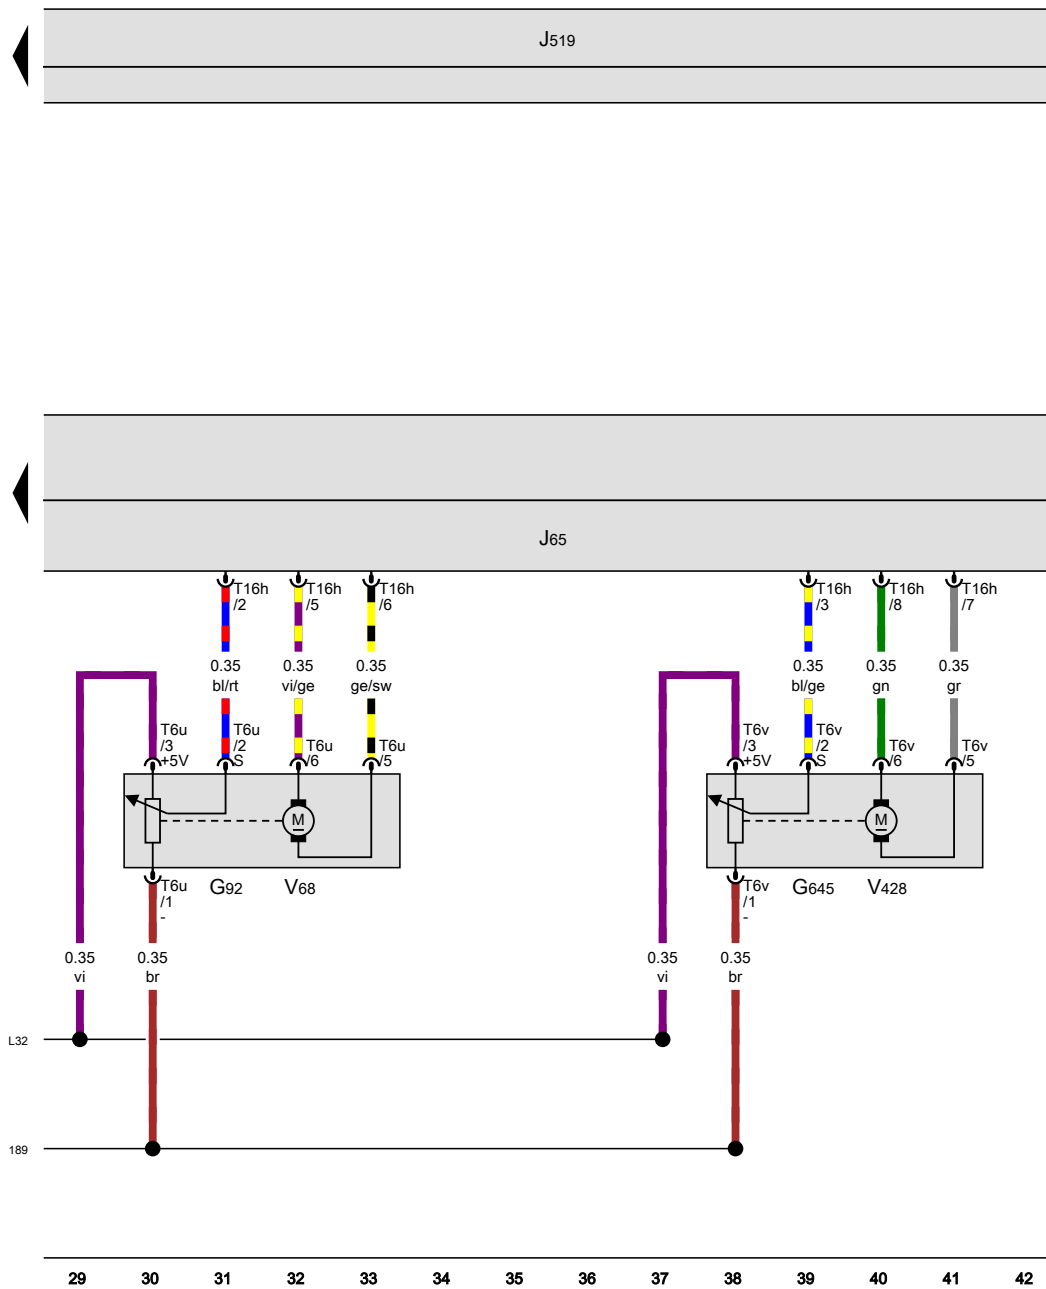 J519
J65
T16h T16h T16h T16h T16h T16h
/2 /5 /6 /3 /8 /7
0.35 0.35 0.35 0.35 0.35 0.35
bl/rt vi/ge ge/sw bl/ge gn gr
T6u T6u T6v T6v
/3 /2 T6u T6u /3 /2 T6v T6v
+5V S /6 /5 +5V S /6 /5
M M
T6u G92 V68 T6v G645 V428
/1 /1
- -
0.35 0.35 0.35 0.35
vi br vi br
L32
189
29 30 31 32 33 34 35 36 37 38 39 40 41 42